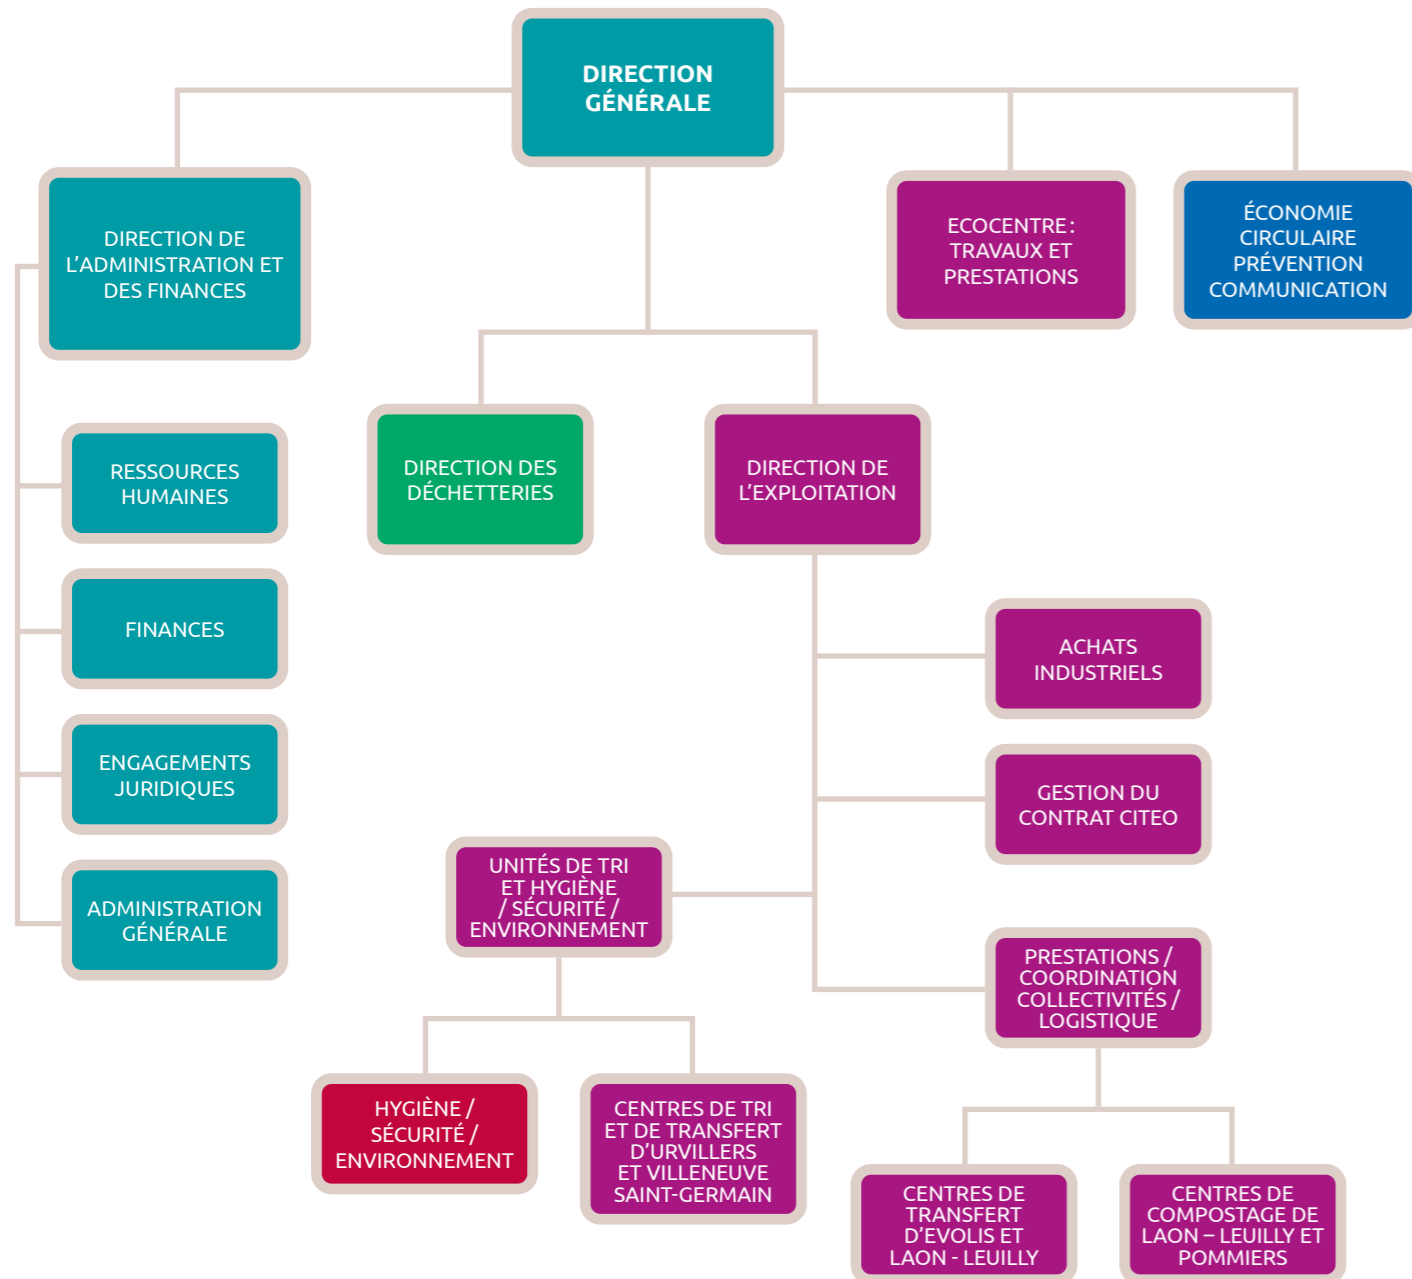 DIRECTION
GÉNÉRALE
DIRECTION DE
L'ADMINISTRATION ET
DES FINANCES
ECOCENTRE :
TRAVAUX ET
PRESTATIONS
ÉCONOMIE
CIRCULAIRE
PRÉVENTION
COMMUNICATION
RESSOURCES
HUMAINES
FINANCES
ENGAGEMENTS
JURIDIQUES
ADMINISTRATION
GÉNÉRALE
DIRECTION DES
DÉCHETTERIES
DIRECTION DE
L'EXPLOITATION
ACHATS
INDUSTRIELS
GESTION DU
CONTRAT CITEO
UNITÉS DE TRI
ET HYGIÈNE
/ SÉCURITÉ /
ENVIRONNEMENT
PRESTATIONS /
COORDINATION
COLLECTIVITÉS /
LOGISTIQUE
HYGIÈNE /
SÉCURITÉ /
ENVIRONNEMENT
CENTRES DE TRI
ET DE TRANSFERT
D'URVILLERS
ET VILLENEUVE
SAINT-GERMAIN
CENTRES DE
TRANSFERT
D'EVOLIS ET
LAON - LEUILLY
CENTRES DE
COMPOSTAGE DE
LAON – LEUILLY ET
POMMIERS